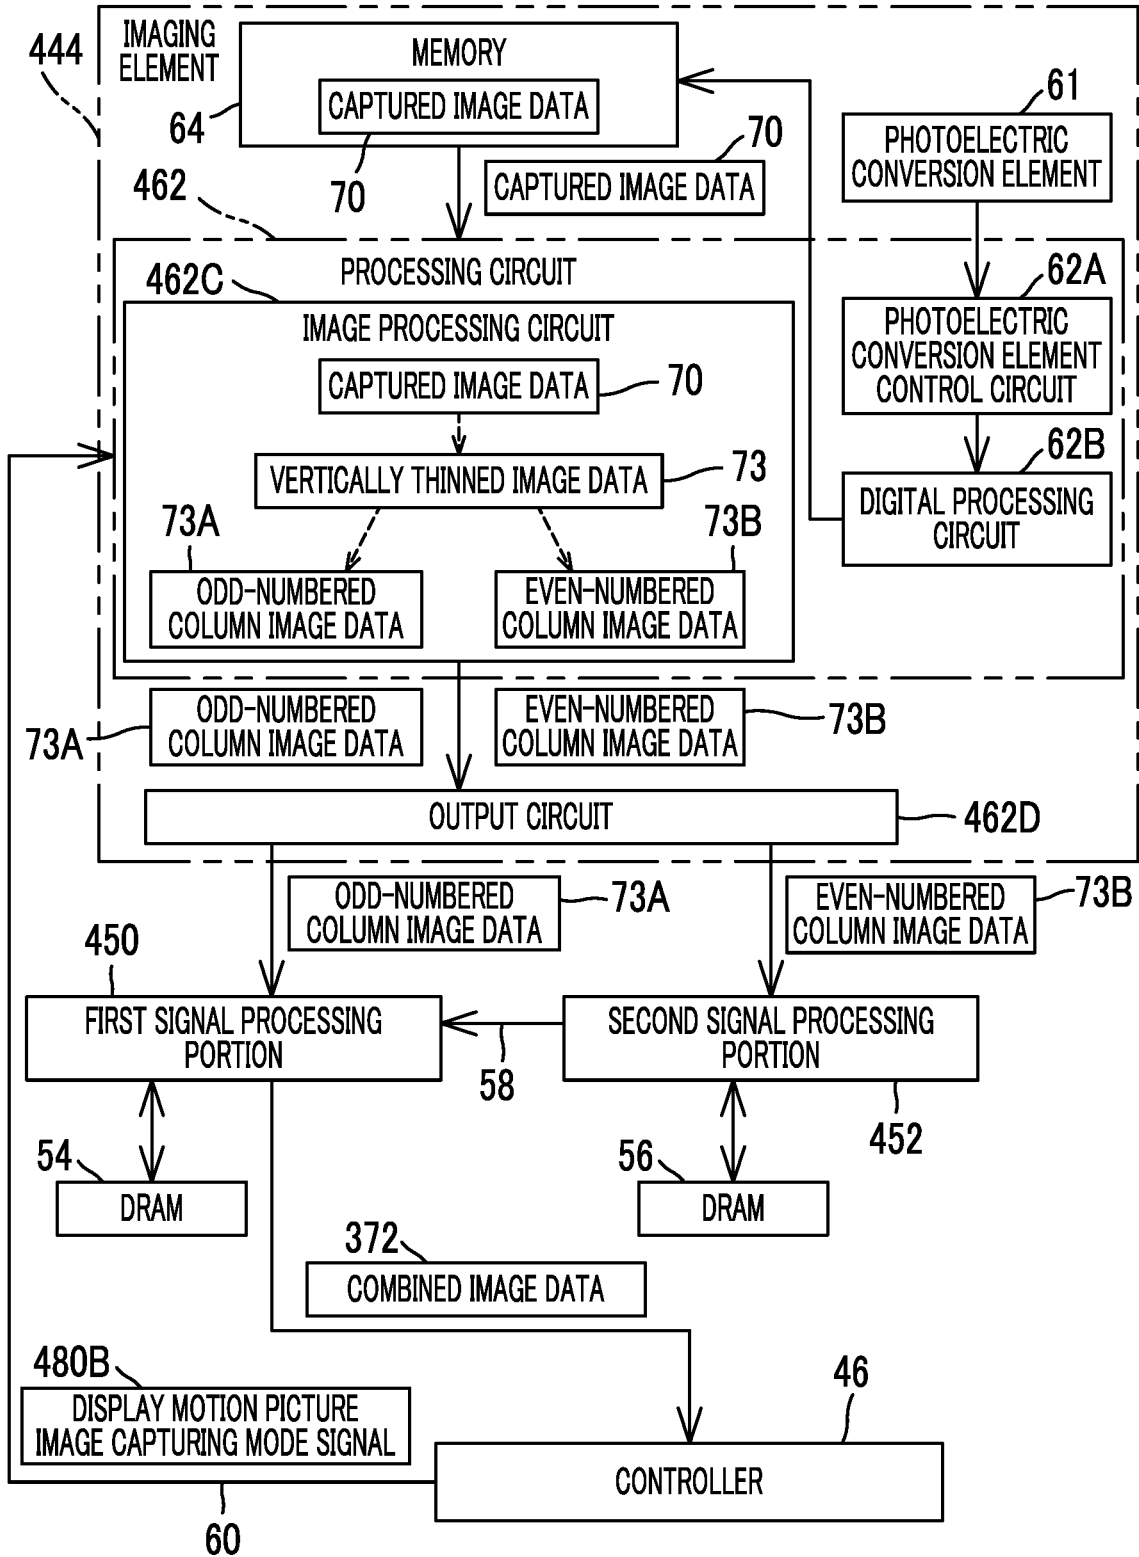 IMAGING
ELEMENT
444
MEMORY
CAPTURED IMAGE DATA
64
70
61
PHOTOELECTRIC
CONVERSION ELEMENT
70
CAPTURED IMAGE DATA
462
PROCESSING CIRCUIT
462C
IMAGE PROCESSING CIRCUIT
CAPTURED IMAGE DATA
70
62A
PHOTOELECTRIC
CONVERSION ELEMENT
CONTROL CIRCUIT
VERTICALLY THINNED IMAGE DATA
73
62B
DIGITAL PROCESSING
CIRCUIT
73A
ODD-NUMBERED
COLUMN IMAGE DATA
73B
EVEN-NUMBERED
COLUMN IMAGE DATA
73A
ODD-NUMBERED
COLUMN IMAGE DATA
EVEN-NUMBERED
COLUMN IMAGE DATA
73B
OUTPUT CIRCUIT
462D
ODD-NUMBERED
COLUMN IMAGE DATA
73A
EVEN-NUMBERED
COLUMN IMAGE DATA
73B
450
FIRST SIGNAL PROCESSING
PORTION
58
SECOND SIGNAL PROCESSING
PORTION
452
54
DRAM
56
DRAM
372
COMBINED IMAGE DATA
480B
DISPLAY MOTION PICTURE
IMAGE CAPTURING MODE SIGNAL
46
CONTROLLER
60